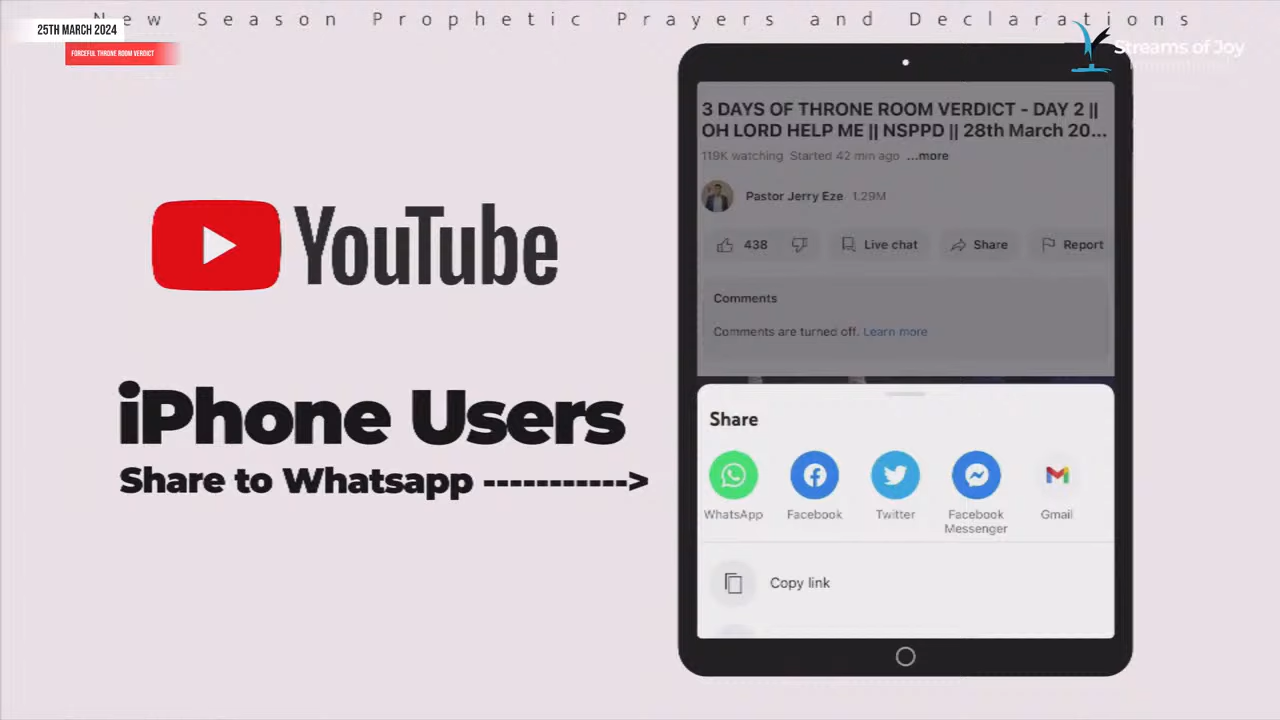 New Season Prophetic Prayers and Declarations
25TH MARCH 2024
FORCEFUL THRONE ROOM VERDICT
Streams of Joy
International
3 DAYS OF THRONE ROOM VERDICT - DAY 2 ||
OH LORD HELP ME || NSPPD || 28th March 20...
119K watching Started 42 min ago ...more
Pastor Jerry Eze 1.29M
438 Live chat Share Report
Comments
Comments are turned off. Learn more
YouTube
iPhone Users
Share to Whatsapp ----------->
Share
WhatsApp Facebook Twitter Facebook Messenger Gmail
Copy link